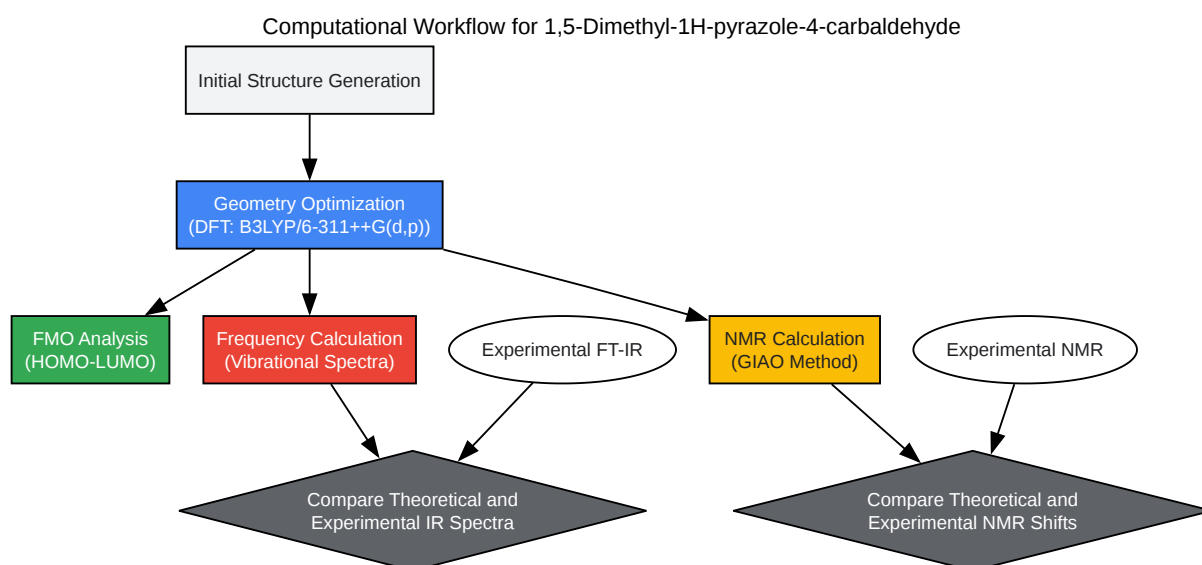 Computational Workflow for 1,5-Dimethyl-1H-pyrazole-4-carbaldehyde
Initial Structure Generation
Geometry Optimization
(DFT: B3LYP/6-311++G(d,p))
FMO Analysis
(HOMO-LUMO)
Frequency Calculation
(Vibrational Spectra)
Experimental FT-IR
NMR Calculation
(GIAO Method)
Experimental NMR
Compare Theoretical and
Experimental IR Spectra
Compare Theoretical and
Experimental NMR Shifts